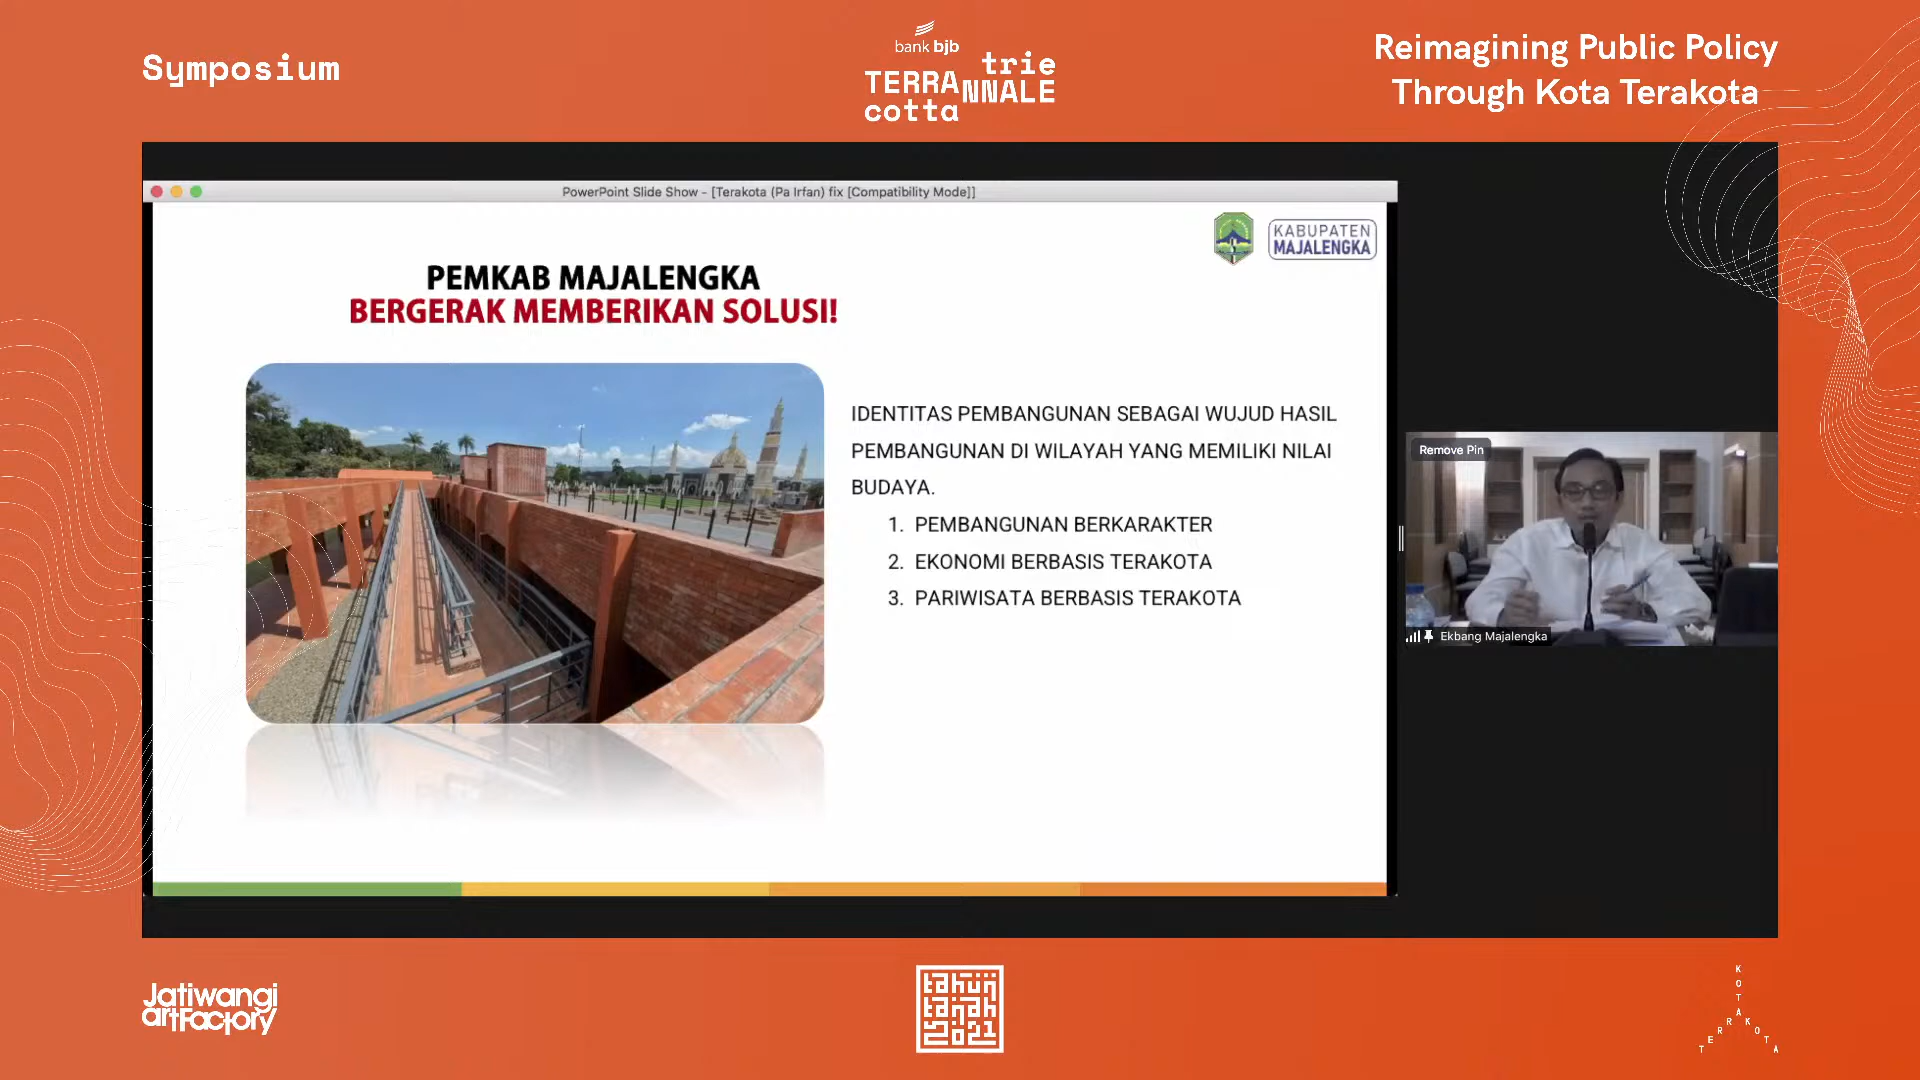 Symposium
bank bjb
trie
TERRA NNALE
cotta
Reimagining Public Policy
Through Kota Terakota
PowerPoint Slide Show - [Terakota (Pa Irfan) fix [Compatibility Mode]]
KABUPATEN
MAJALENGKA
PEMKAB MAJALENGKA
BERGERAK MEMBERIKAN SOLUSI!
IDENTITAS PEMBANGUNAN SEBAGAI WUJUD HASIL
PEMBANGUNAN DI WILAYAH YANG MEMILIKI NILAI
BUDAYA.
1. PEMBANGUNAN BERKARAKTER
2. EKONOMI BERBASIS TERAKOTA
3. PARIWISATA BERBASIS TERAKOTA
Remove Pin
Ekbang Majalengka
Jatiwangi
artFactory
tahun
tanah
2021
KOTA
TERRAKOTA